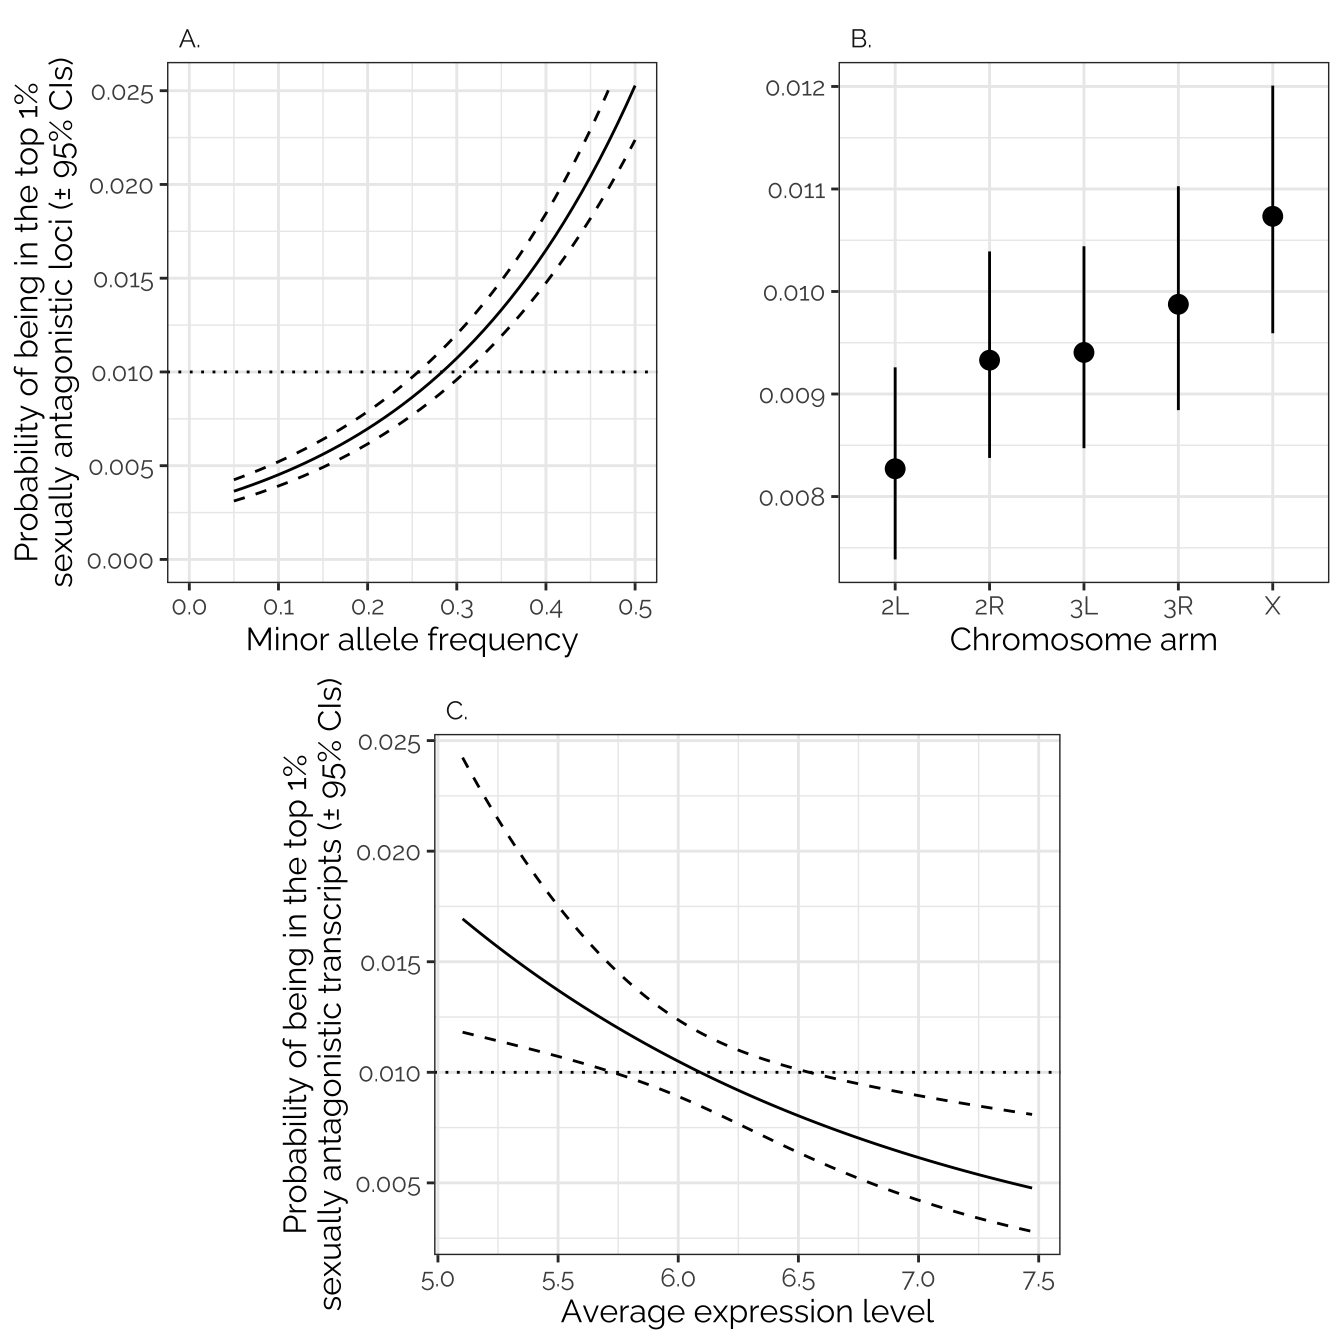 A.
Probability of being in the top 1%
sexually antagonistic loci (± 95% CIs)
0.025
0.020
0.015
0.010
0.005
0.000
0.0 0.1 0.2 0.3 0.4 0.5
Minor allele frequency
B.
0.012
0.011
0.010
0.009
0.008
2L 2R 3L 3R X
Chromosome arm
C.
Probability of being in the top 1%
sexually antagonistic transcripts (± 95% CIs)
0.025
0.020
0.015
0.010
0.005
5.0 5.5 6.0 6.5 7.0 7.5
Average expression level